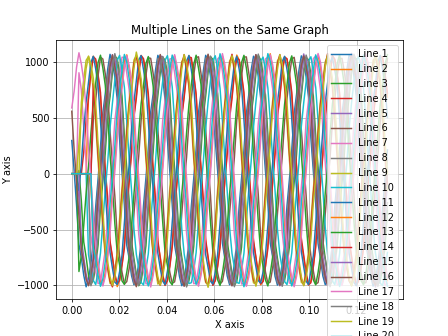 Multiple Lines on the Same Graph
Y axis
1000
500
0
−500
−1000
0.00 0.02 0.04 0.06 0.08 0.10
X axis
Line 1
Line 2
Line 3
Line 4
Line 5
Line 6
Line 7
Line 8
Line 9
Line 10
Line 11
Line 12
Line 13
Line 14
Line 15
Line 16
Line 17
Line 18
Line 19
Line 20